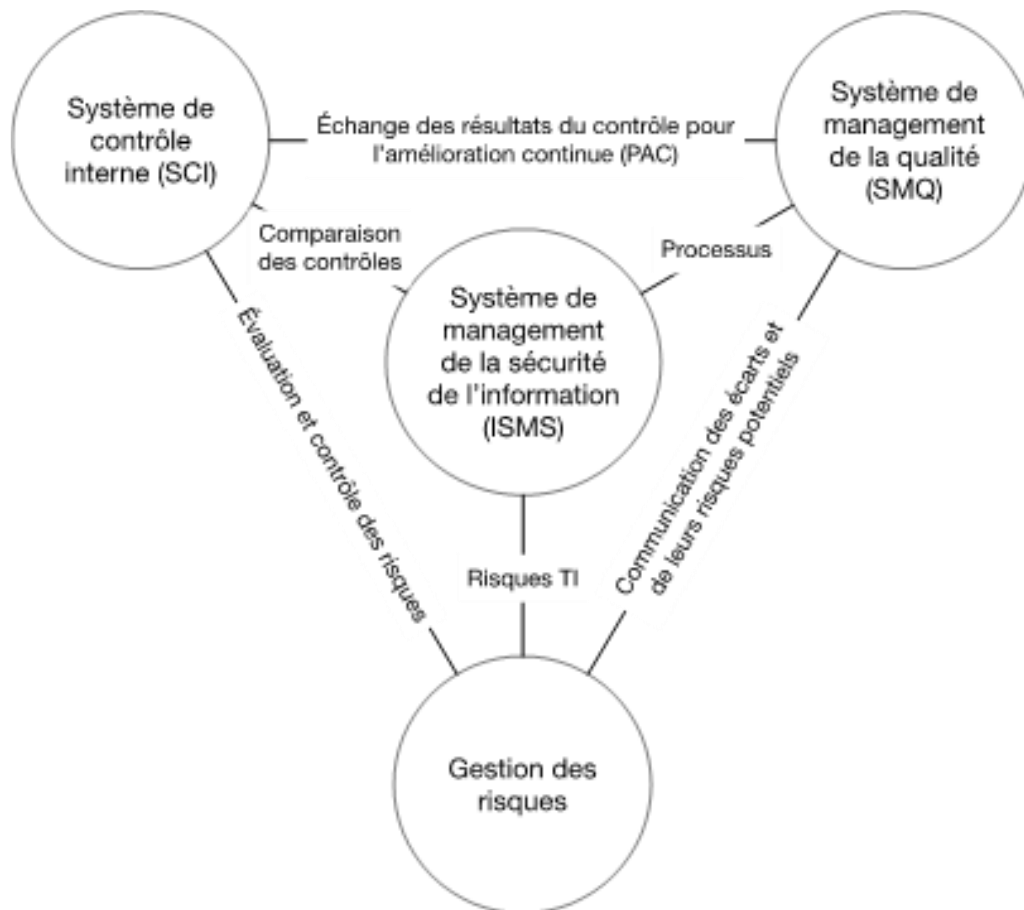 Système de
contrôle
interne (SCI)
Échange des résultats du contrôle pour
l'amélioration continue (PAC)
Système de
management
de la qualité
(SMQ)
Comparaison
des contrôles
Processus
Système de
management
de la sécurité
de l'information
(ISMS)
Évaluation et contrôle des risques
Risques TI
Communication des écarts et
de leurs risques potentiels
Gestion des
risques